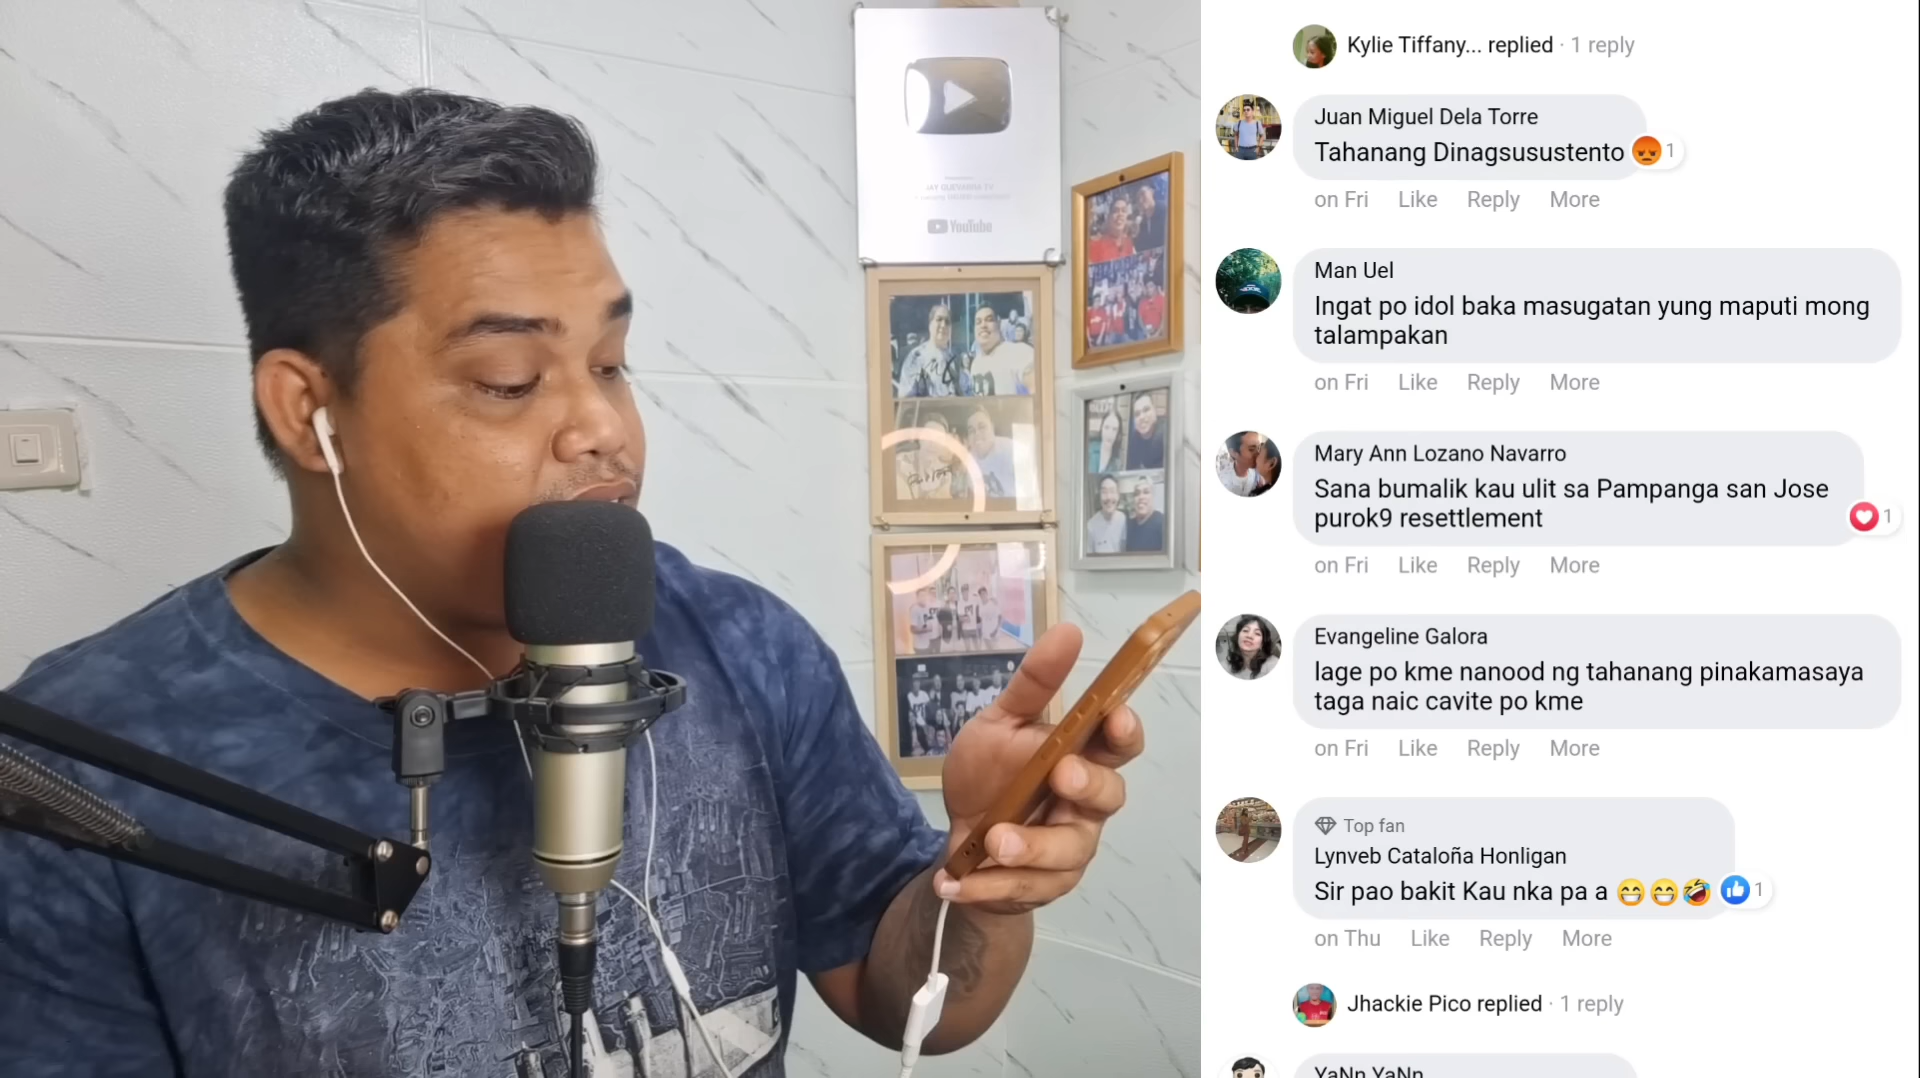 JAY GUEVARRA TV
YouTube
Kylie Tiffany... replied · 1 reply
Juan Miguel Dela Torre
Tahanang Dinagsusustento 😡 1
on Fri Like Reply More
Man Uel
Ingat po idol baka masugatan yung maputi mong
talampakan
on Fri Like Reply More
Mary Ann Lozano Navarro
Sana bumalik kau ulit sa Pampanga san Jose
purok9 resettlement
1
on Fri Like Reply More
Evangeline Galora
lage po kme nanood ng tahanang pinakamasaya
taga naic cavite po kme
on Fri Like Reply More
Top fan
Lynveb Cataloña Honligan
Sir pao bakit Kau nka pa a 😁😁🤣 1
on Thu Like Reply More
Jhackie Pico replied · 1 reply
YaNn YaNn